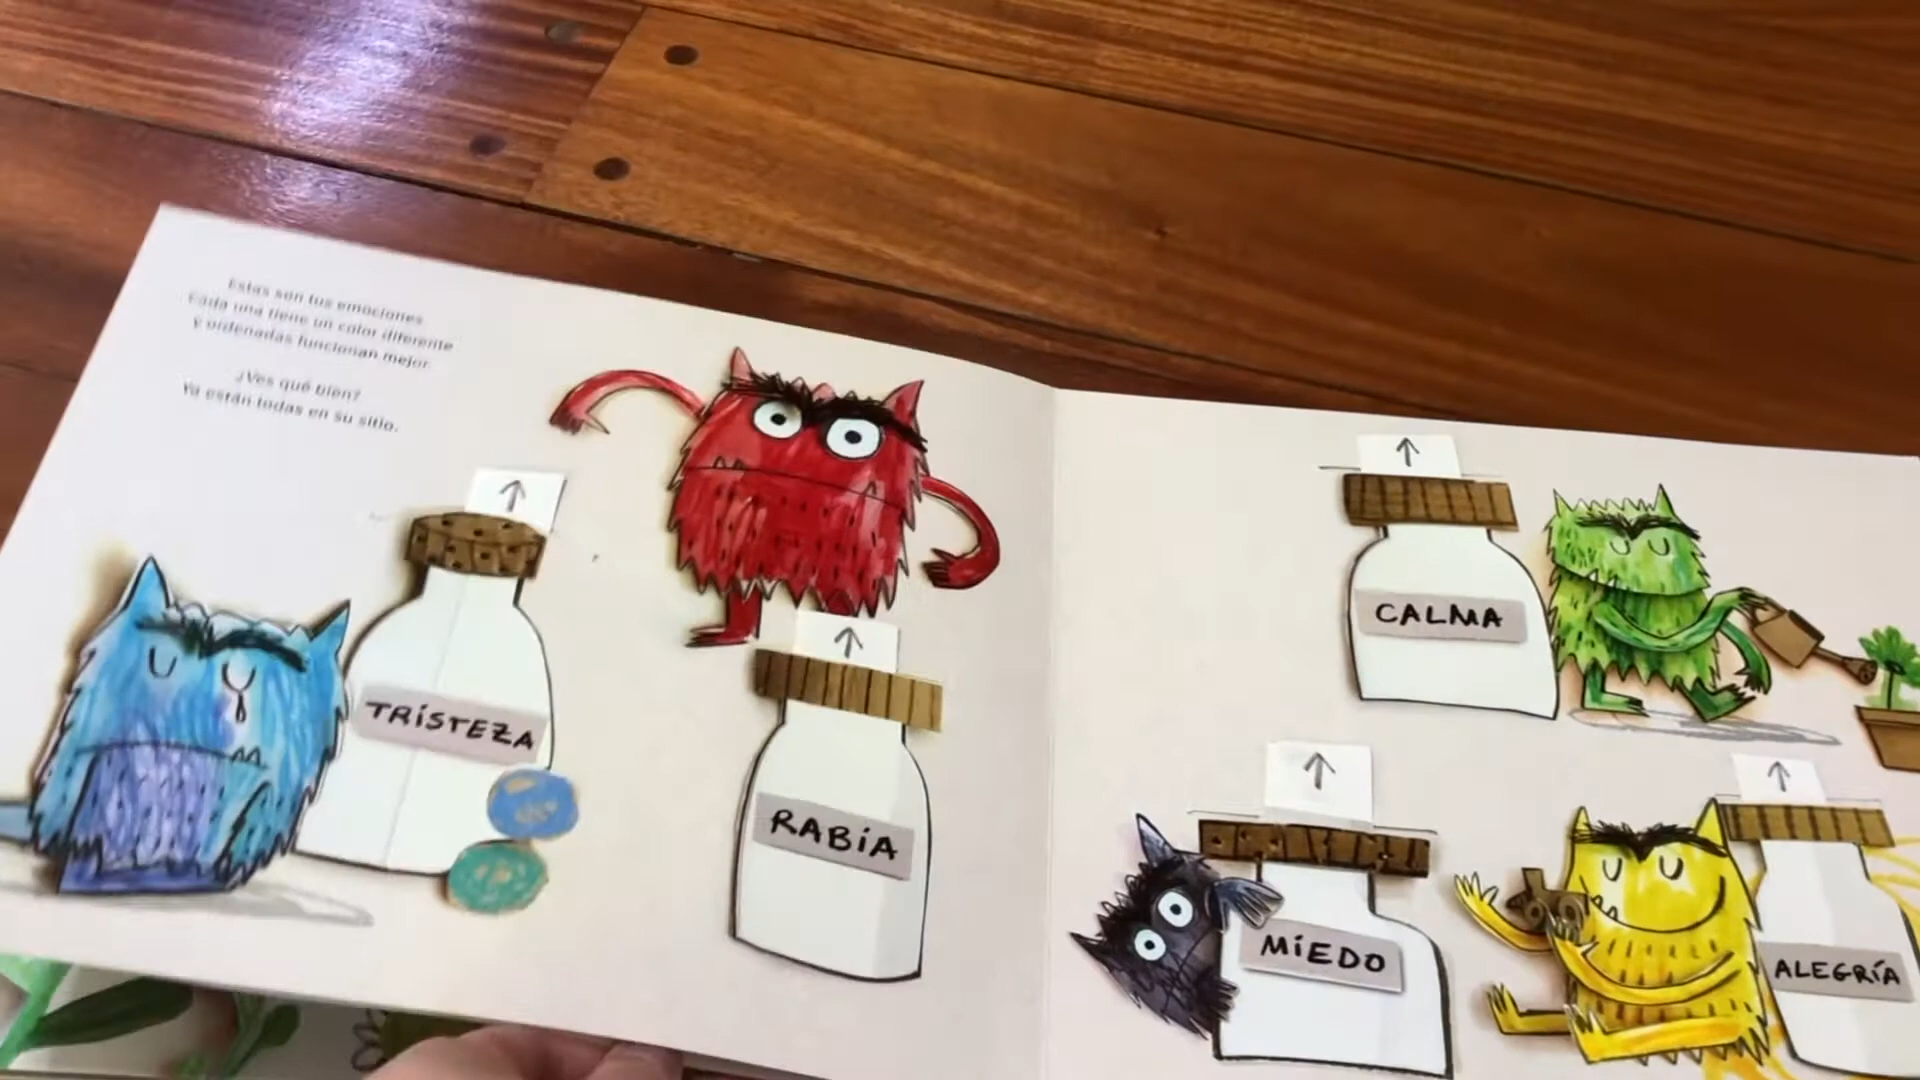 Estas son tus emociones.
Cada una tiene un color diferente
y ordenadas funcionan mejor.
¿Ves qué bien?
Ya están todas en su sitio.
TRISTEZA
RABIA
CALMA
MIEDO
ALEGRÍA